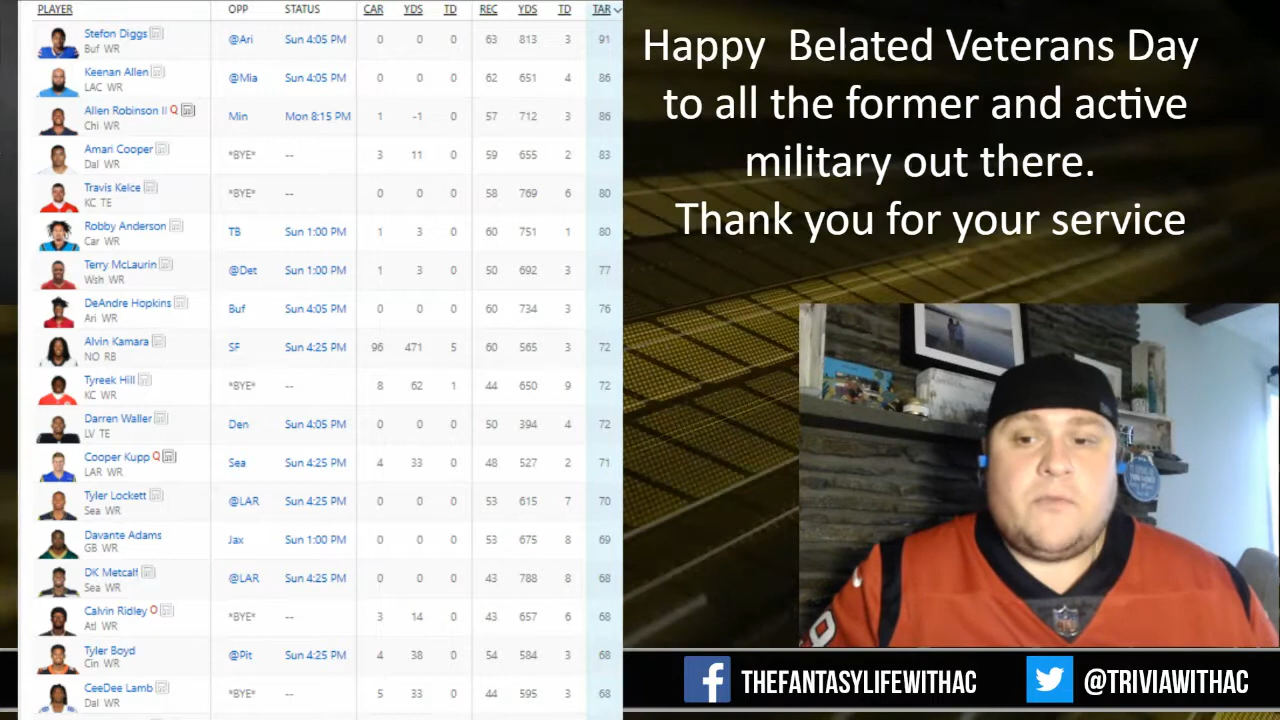 PLAYER OPP STATUS CAR YDS TD REC YDS TD TAR
Stefon Diggs
Buf WR @Ari Sun 4:05 PM 0 0 0 63 813 3 91
Keenan Allen
LAC WR @Mia Sun 4:05 PM 0 0 0 62 651 4 86
Allen Robinson II Q
Chi WR Min Mon 8:15 PM 1 -1 0 57 712 3 86
Amari Cooper
Dal WR *BYE* -- 3 11 0 59 655 2 83
Travis Kelce
KC TE *BYE* -- 0 0 0 58 769 6 80
Robby Anderson
Car WR TB Sun 1:00 PM 1 3 0 60 751 1 80
Terry McLaurin
Wsh WR @Det Sun 1:00 PM 1 3 0 50 692 3 77
DeAndre Hopkins
Ari WR Buf Sun 4:05 PM 0 0 0 60 734 3 76
Alvin Kamara
NO RB SF Sun 4:25 PM 96 471 5 60 565 3 72
Tyreek Hill
KC WR *BYE* -- 8 62 1 44 650 9 72
Darren Waller
LV TE Den Sun 4:05 PM 0 0 0 50 394 4 72
Cooper Kupp Q
LAR WR Sea Sun 4:25 PM 4 33 0 48 527 2 71
Tyler Lockett
Sea WR @LAR Sun 4:25 PM 0 0 0 53 615 7 70
Davante Adams
GB WR Jax Sun 1:00 PM 0 0 0 53 675 8 69
DK Metcalf
Sea WR @LAR Sun 4:25 PM 0 0 0 43 788 8 68
Calvin Ridley O
Atl WR *BYE* -- 3 14 0 43 657 6 68
Tyler Boyd
Cin WR @Pit Sun 4:25 PM 4 38 0 54 584 3 68
CeeDee Lamb
Dal WR *BYE* -- 5 33 0 44 595 3 68
Happy Belated Veterans Day
to all the former and active
military out there.
Thank you for your service
THEFANTASYLIFEWITHAC
@TRIVIAWITHAC